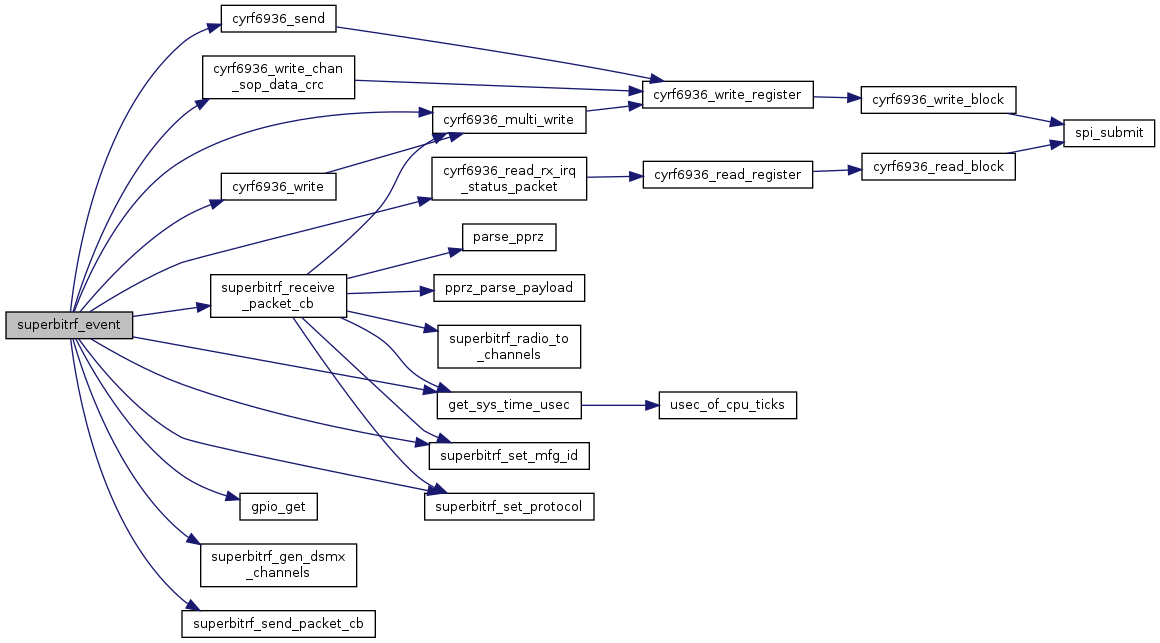 cyrf6936_send
cyrf6936_write_chan
_sop_data_crc
cyrf6936_write_register
cyrf6936_write_block
cyrf6936_multi_write
spi_submit
cyrf6936_write
cyrf6936_read_rx_irq
_status_packet
cyrf6936_read_register
cyrf6936_read_block
parse_pprz
superbitrf_receive
_packet_cb
pprz_parse_payload
superbitrf_event
superbitrf_radio_to
_channels
get_sys_time_usec
usec_of_cpu_ticks
superbitrf_set_mfg_id
gpio_get
superbitrf_set_protocol
superbitrf_gen_dsmx
_channels
superbitrf_send_packet_cb